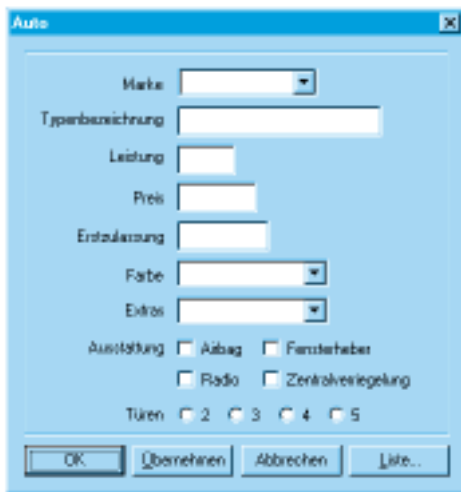 Auto
Marke
Typenbezeichnung
Leistung
Preis
Erstzulassung
Farbe
Extras
Ausstattung Airbag Fensterheber
Radio Zentralverriegelung
Türen 2 3 4 5
OK Übernehmen Abbrechen Liste...